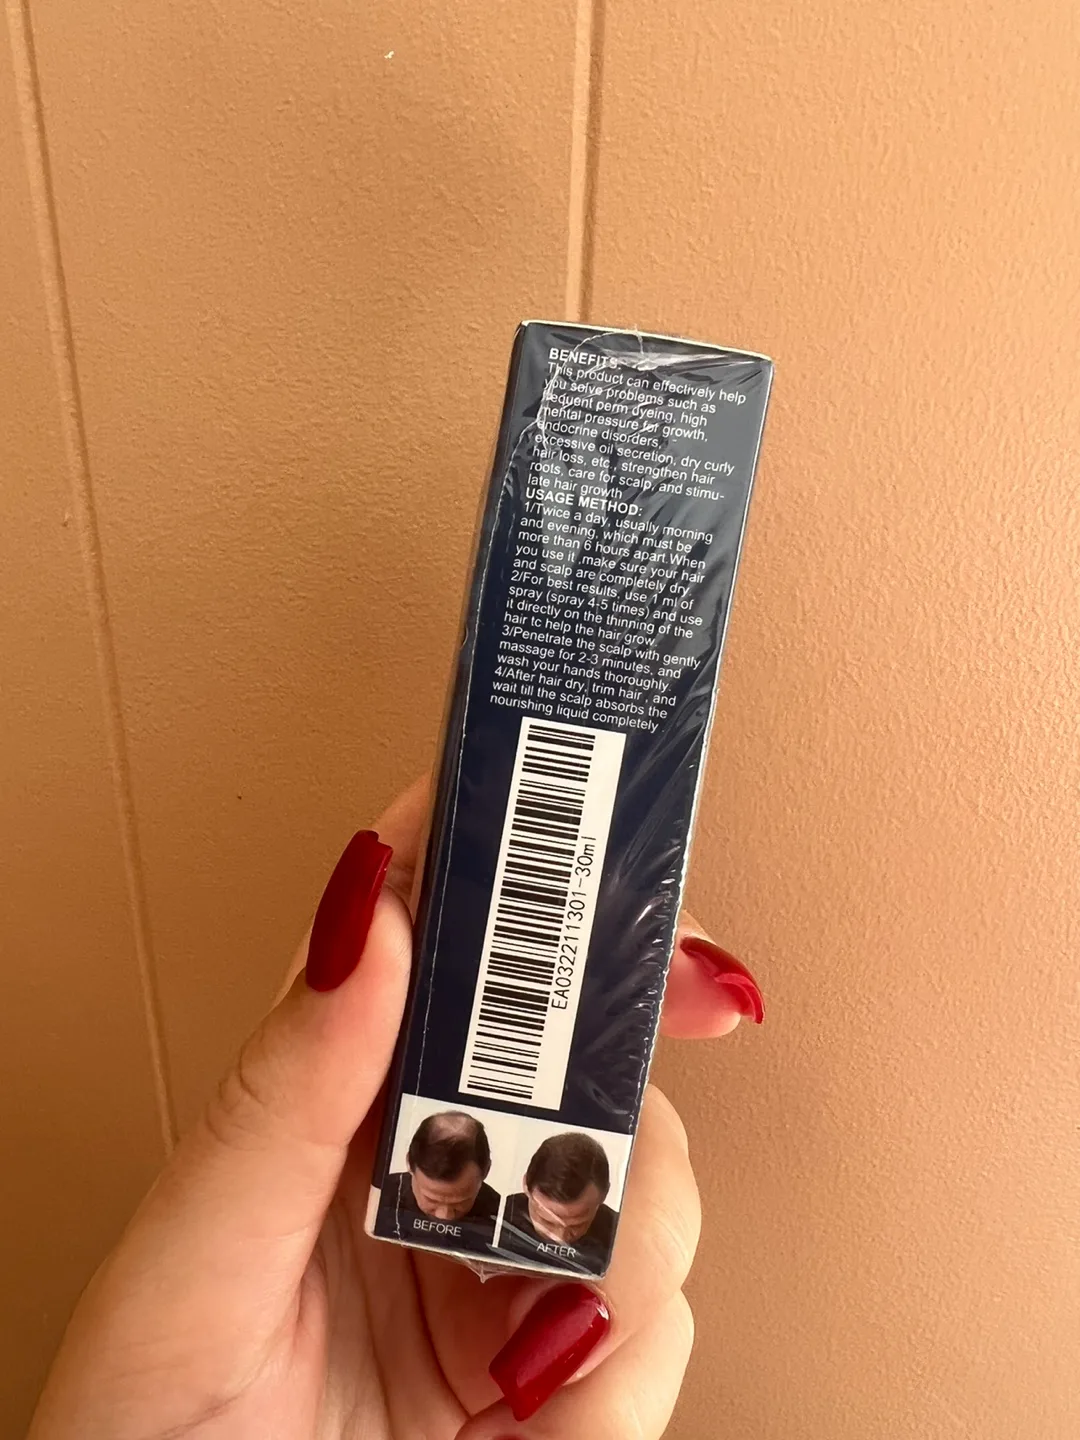 BENEFITS:
This product can effectively help
you solve problems such as
frequent perm dyeing, high
mental pressure for growth,
endocrine disorders,
excessive oil secretion, dry curly
hair loss, etc., strengthen hair
roots, care for scalp, and stimu-
late hair growth
USAGE METHOD:
1/Twice a day, usually morning
and evening, which must be
more than 6 hours apart.When
you use it ,make sure your hair
and scalp are completely dry.
2/For best results, use 1 ml of
spray (spray 4-5 times) and use
it directly on the thinning of the
hair to help the hair grow.
3/Penetrate the scalp with gently
massage for 2-3 minutes, and
wash your hands thoroughly.
4/After hair dry, trim hair , and
wait till the scalp absorbs the
nourishing liquid completely .
EA032211301-30ml
BEFORE
AFTER